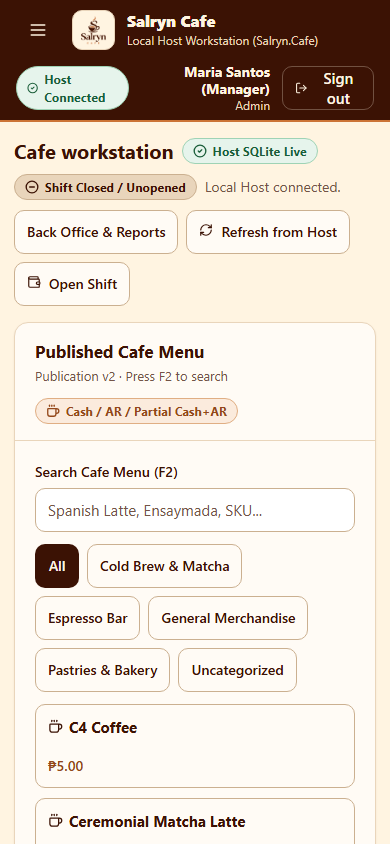 Salryn
Salryn Cafe
Local Host Workstation (Salryn.Cafe)
Host
Connected
Maria Santos
(Manager)
Admin
Sign
out
Cafe workstation
Host SQLite Live
Shift Closed / Unopened
Local Host connected.
Back Office & Reports
Refresh from Host
Open Shift
Published Cafe Menu
Publication v2 · Press F2 to search
Cash / AR / Partial Cash+AR
Search Cafe Menu (F2)
Spanish Latte, Ensaymada, SKU...
All
Cold Brew & Matcha
Espresso Bar
General Merchandise
Pastries & Bakery
Uncategorized
C4 Coffee
₱5.00
Ceremonial Matcha Latte